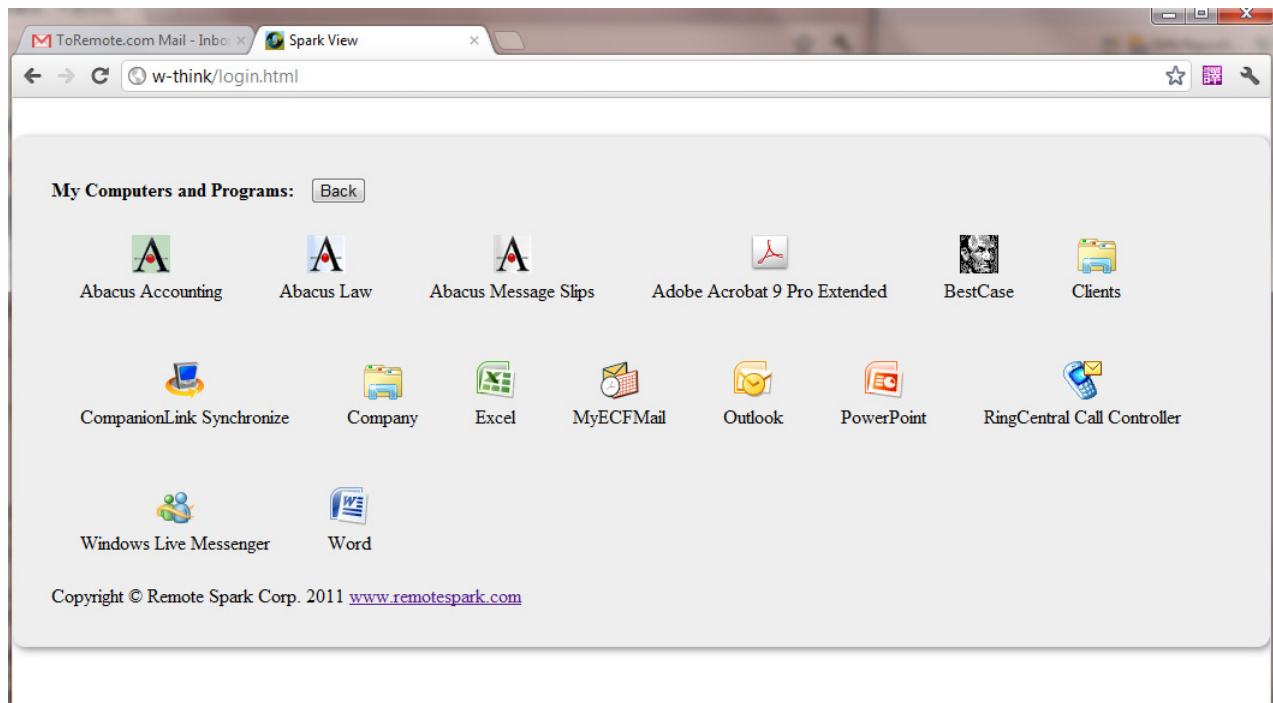 ToRemote.com Mail - Inbo
Spark View
w-think/login.html
譯
My Computers and Programs: Back
Abacus Accounting Abacus Law Abacus Message Slips Adobe Acrobat 9 Pro Extended BestCase Clients
CompanionLink Synchronize Company Excel MyECFMail Outlook PowerPoint RingCentral Call Controller
Windows Live Messenger Word
Copyright © Remote Spark Corp. 2011 www.remotespark.com